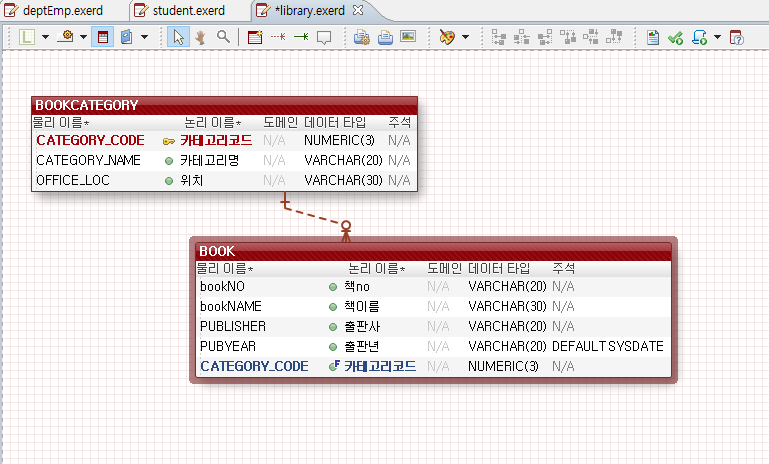 deptEmp.exerd student.exerd *library.exerd
BOOKCATEGORY
물리 이름* 논리 이름* 도메인 데이터 타입 주석
CATEGORY_CODE 카테고리코드 N/A NUMERIC(3) N/A
CATEGORY_NAME 카테고리명 N/A VARCHAR(20) N/A
OFFICE_LOC 위치 N/A VARCHAR(30) N/A
BOOK
물리 이름* 논리 이름* 도메인 데이터 타입 주석
bookNO 책no N/A VARCHAR(20) N/A
bookNAME 책이름 N/A VARCHAR(30) N/A
PUBLISHER 출판사 N/A VARCHAR(20) N/A
PUBYEAR 출판년 N/A VARCHAR(20) DEFAULT SYSDATE
CATEGORY_CODE F 카테고리코드 N/A NUMERIC(3) N/A